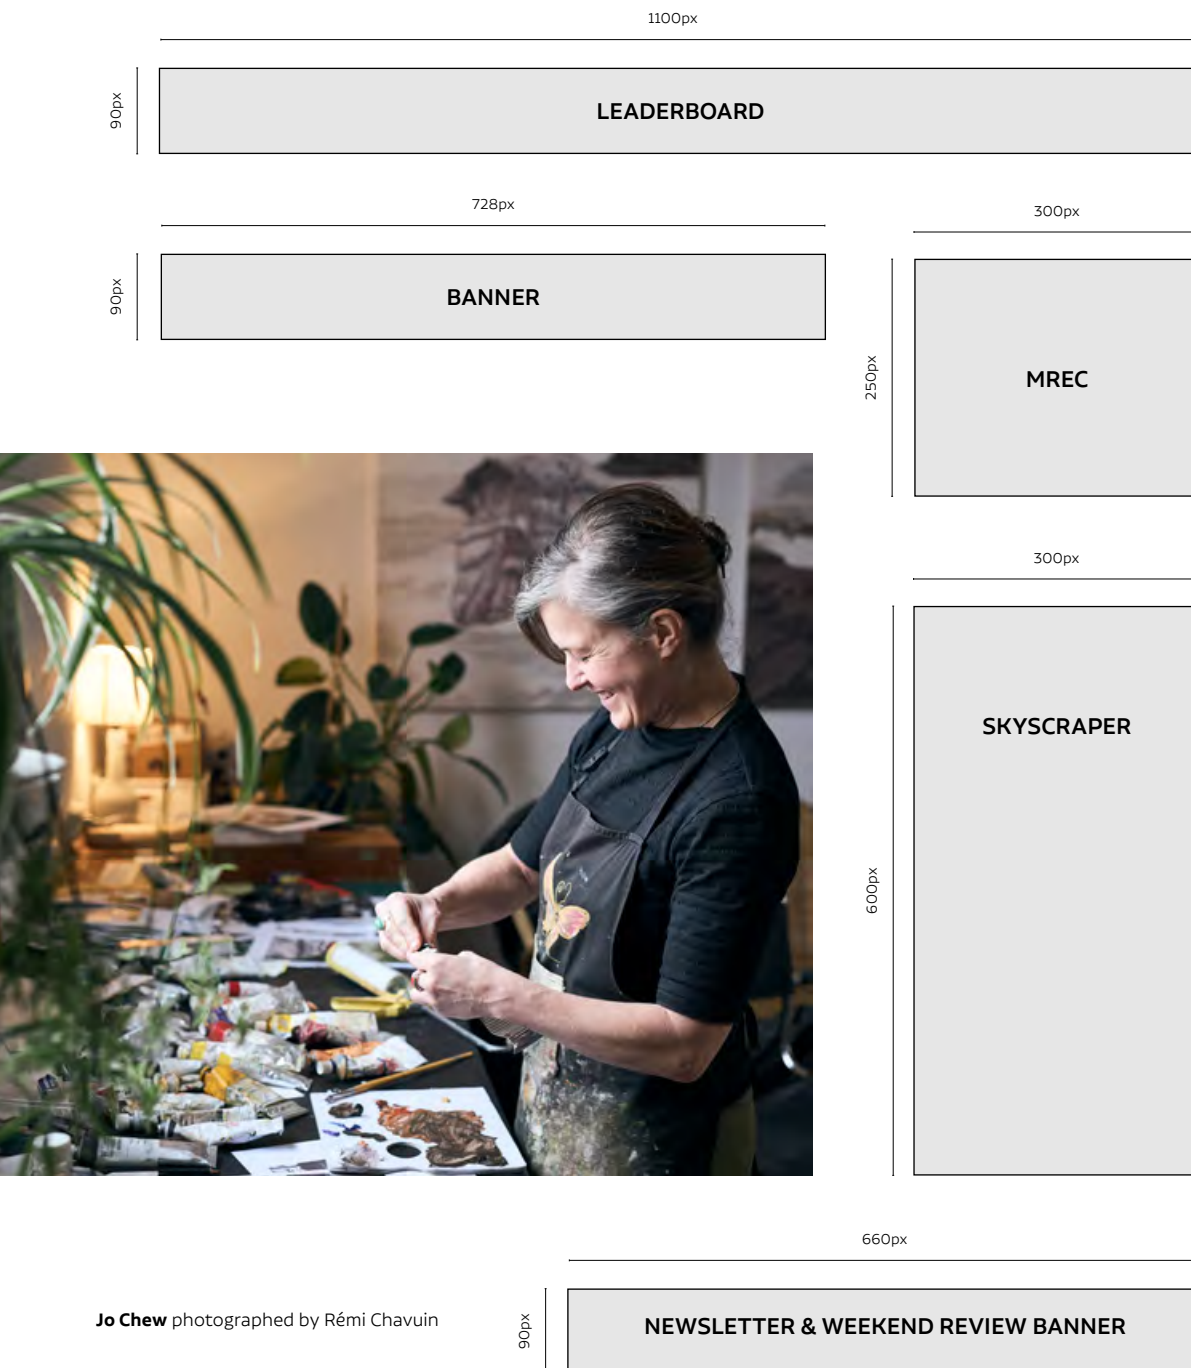 1100px
90px
LEADERBOARD
728px
90px
BANNER
300px
250px
MREC
300px
600px
SKYSCRAPER
660px
90px
NEWSLETTER & WEEKEND REVIEW BANNER
Jo Chew photographed by Rémi Chavuin